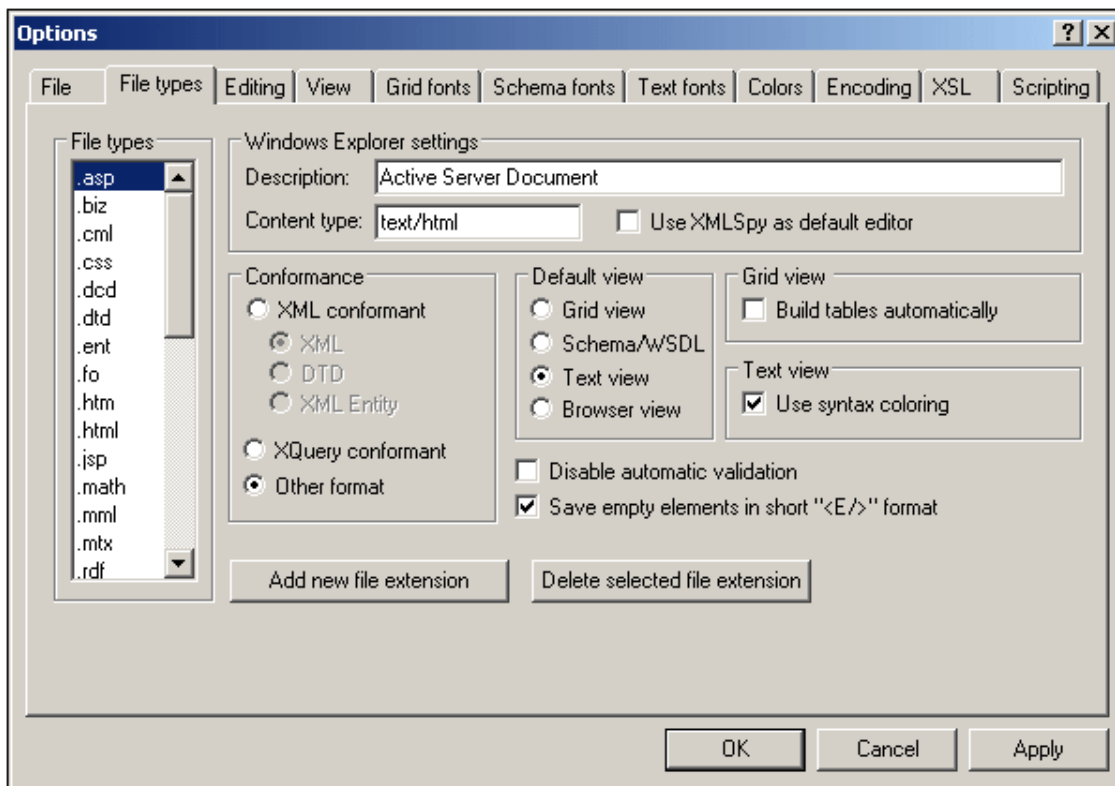 Options
File File types Editing View Grid fonts Schema fonts Text fonts Colors Encoding XSL Scripting
File types
.asp
.biz
.cml
.css
.dcd
.dtd
.ent
.fo
.htm
.html
.jsp
.math
.mml
.mtx
.rdf
Windows Explorer settings
Description: Active Server Document
Content type: text/html Use XMLSpy as default editor
Conformance
XML conformant
XML
DTD
XML Entity
XQuery conformant
Other format
Default view
Grid view
Schema/WSDL
Text view
Browser view
Grid view
Build tables automatically
Text view
Use syntax coloring
Disable automatic validation
Save empty elements in short "<E/>" format
Add new file extension Delete selected file extension
OK Cancel Apply